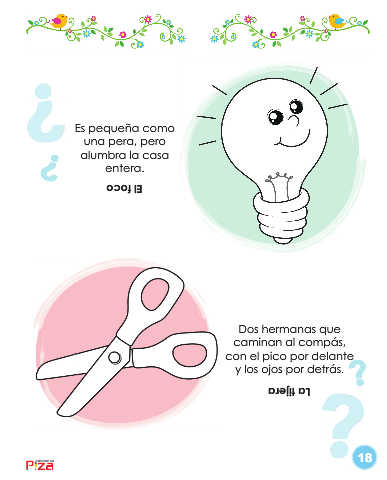 Es pequeña como
una pera, pero
alumbra la casa
entera.
El foco
Dos hermanas que
caminan al compás,
con el pico por delante
y los ojos por detrás.
La tijera
?
?
PIZA
18